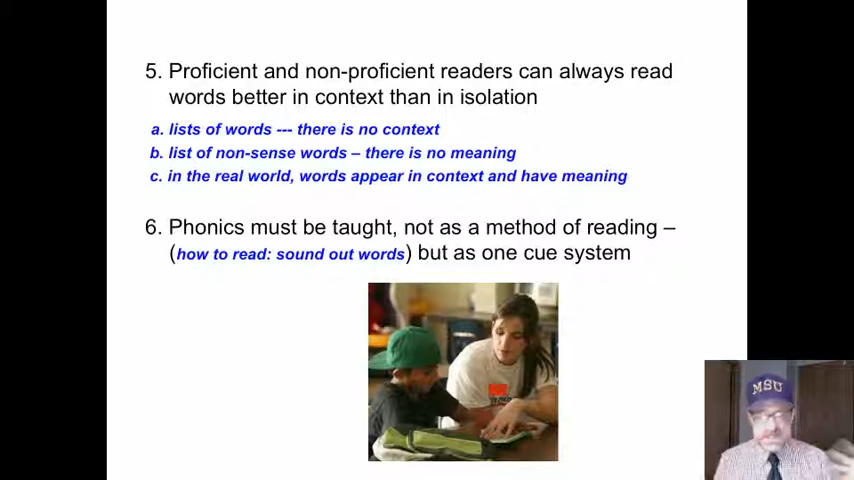 5. Proficient and non-proficient readers can always read
words better in context than in isolation
a. lists of words --- there is no context
b. list of non-sense words – there is no meaning
c. in the real world, words appear in context and have meaning
6. Phonics must be taught, not as a method of reading –
(how to read: sound out words) but as one cue system
MSU